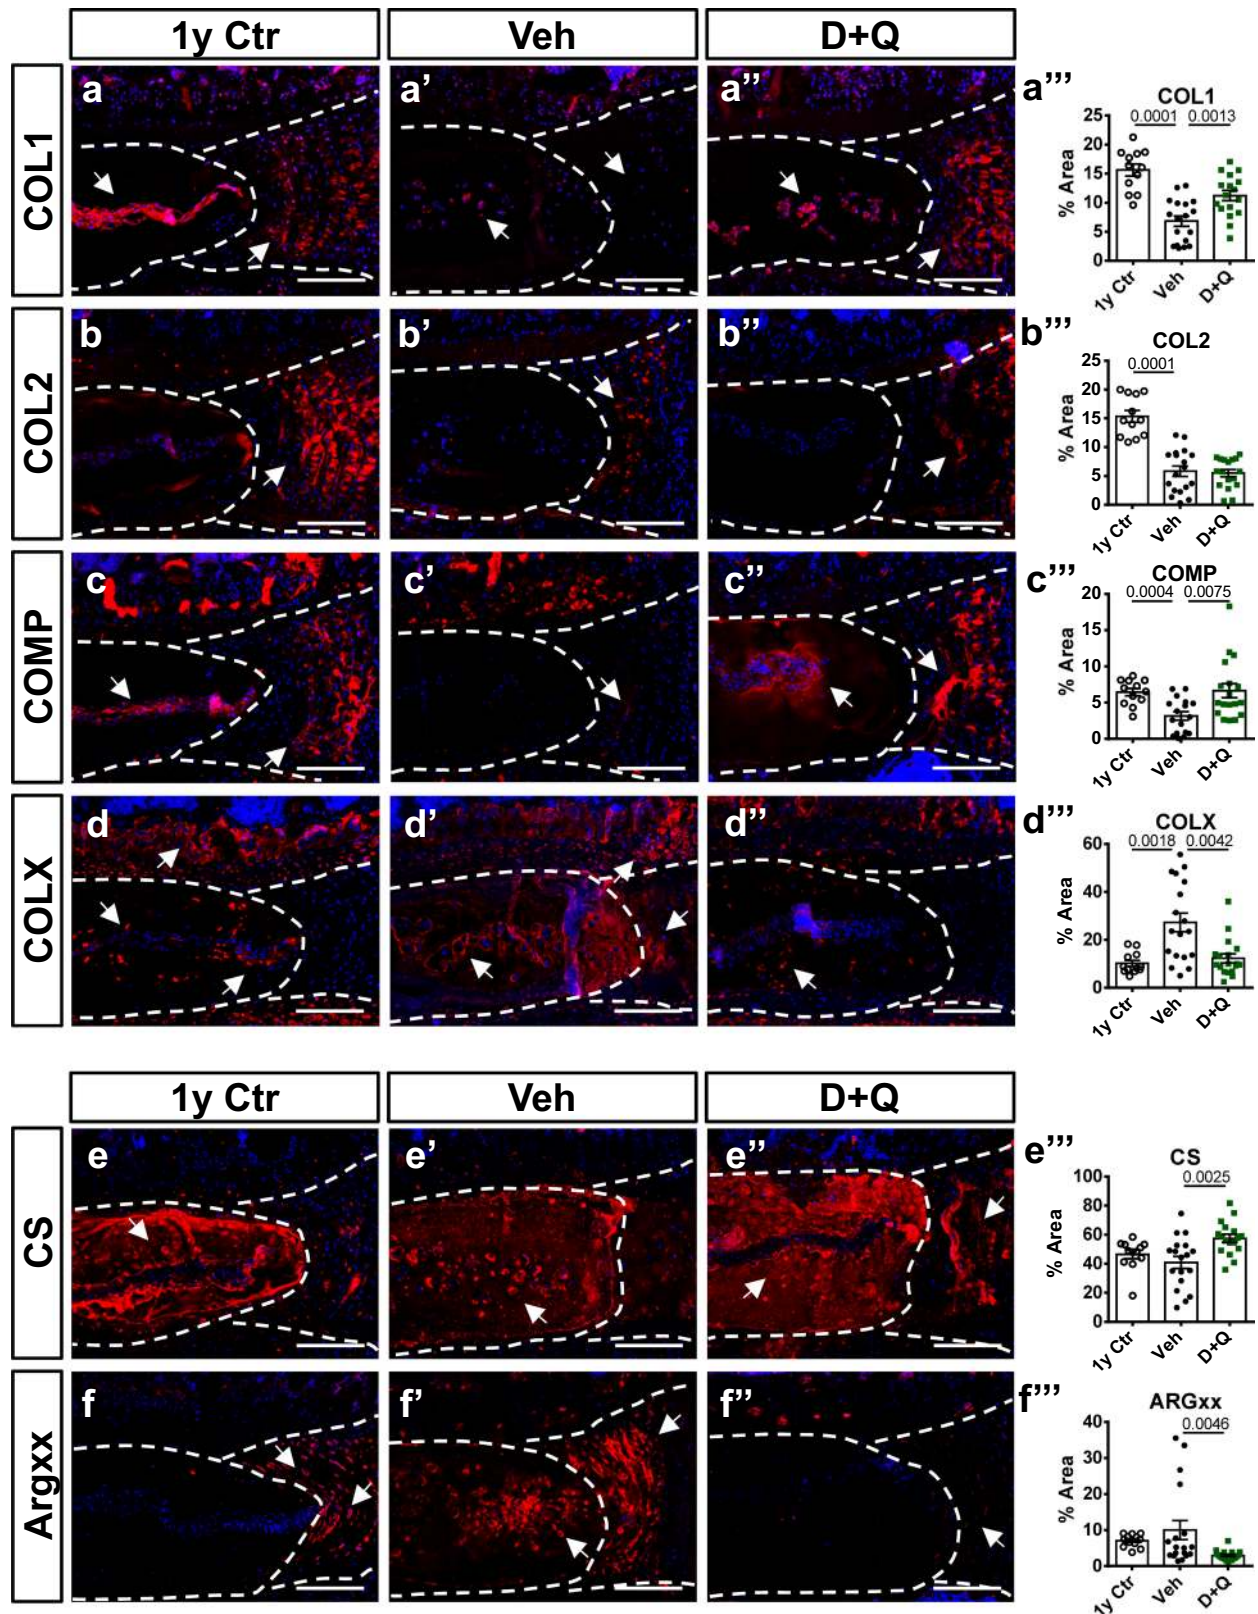 1y Ctr Veh D+Q
COL1 a a’ a’’ a’’’
COL1
0.0001 0.0013
% Area
25
20
15
10
5
0
1y Ctr Veh D+Q
COL2 b b’ b’’ b’’’
COL2
0.0001
% Area
25
20
15
10
5
0
1y Ctr Veh D+Q
COMP c c’ c’’ c’’’
COMP
0.0004 0.0075
% Area
20
15
10
5
0
1y Ctr Veh D+Q
COLX d d’ d’’ d’’’
COLX
0.0018 0.0042
% Area
60
40
20
0
1y Ctr Veh D+Q
1y Ctr Veh D+Q
CS e e’ e’’ e’’’
CS
0.0025
% Area
100
80
60
40
20
0
1y Ctr Veh D+Q
Argxx f f’ f’’ f’’’
ARGxx
0.0046
% Area
40
30
20
10
0
1y Ctr Veh D+Q